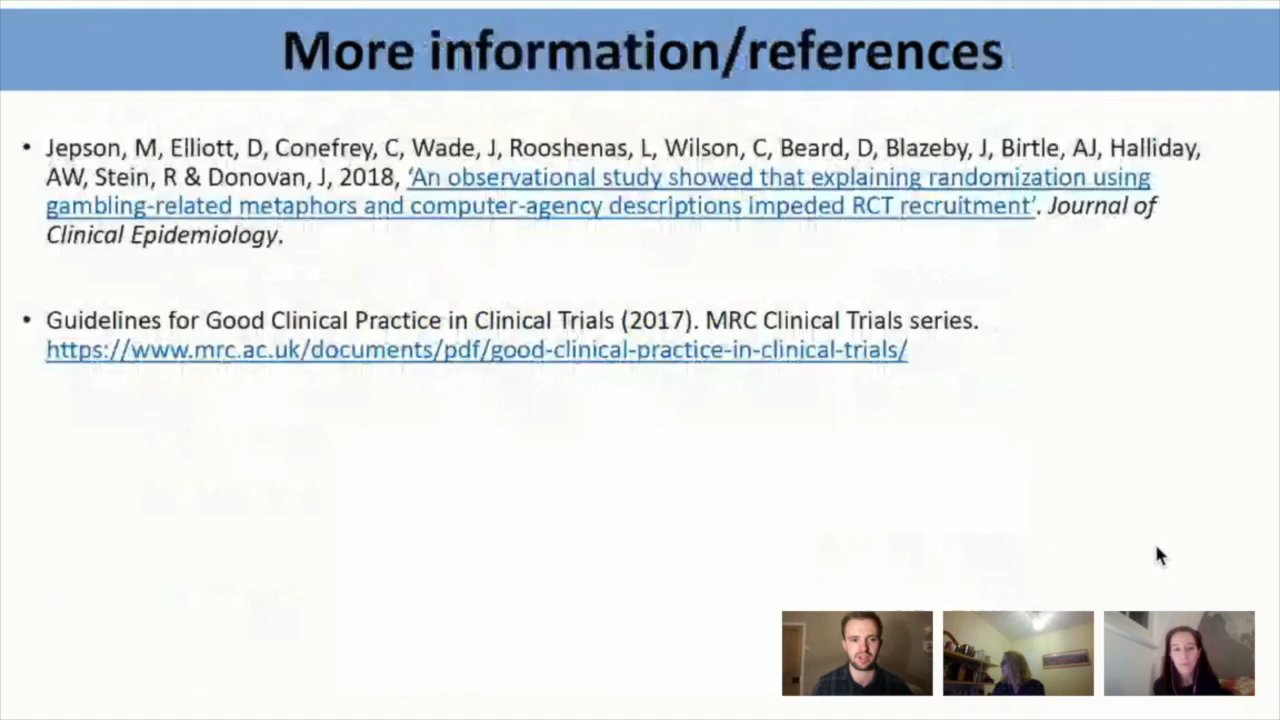 More information/references
• Jepson, M, Elliott, D, Conefrey, C, Wade, J, Rooshenas, L, Wilson, C, Beard, D, Blazeby, J, Birtle, AJ, Halliday,
AW, Stein, R & Donovan, J, 2018, ‘An observational study showed that explaining randomization using
gambling-related metaphors and computer-agency descriptions impeded RCT recruitment’. Journal of
Clinical Epidemiology.
• Guidelines for Good Clinical Practice in Clinical Trials (2017). MRC Clinical Trials series.
https://www.mrc.ac.uk/documents/pdf/good-clinical-practice-in-clinical-trials/